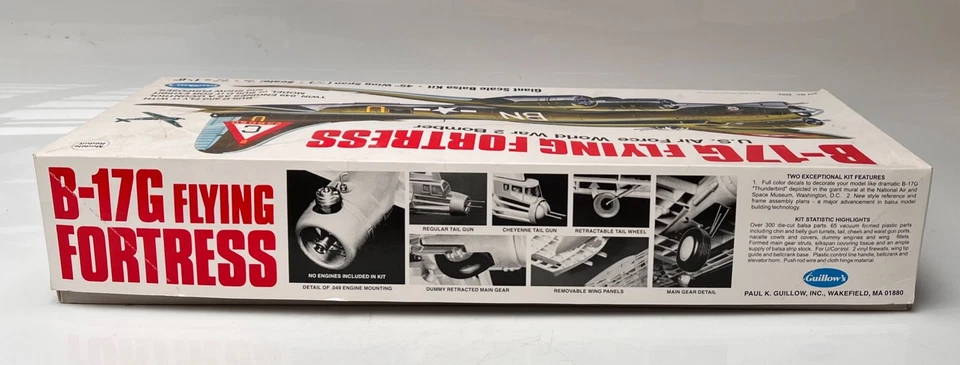 Giant Scale Balsa Kit
45" Wing Span
TWIN .049 ENGINES
BN
C
U.S. Air Force World War 2 Bomber
B-17G FLYING FORTRESS
Guillow's
B-17G FLYING
FORTRESS
NO ENGINES INCLUDED IN KIT
DETAIL OF .049 ENGINE MOUNTING
REGULAR TAIL GUN
CHEYENNE TAIL GUN
RETRACTABLE TAIL WHEEL
DUMMY RETRACTED MAIN GEAR
REMOVABLE WING PANELS
MAIN GEAR DETAIL
TWO EXCEPTIONAL KIT FEATURES
1. Full color decals to decorate your model like dramatic B-17G
"Thunderbird" depicted in the giant mural at the National Air and
Space Museum, Washington, D.C. 2. New style reference and
frame assembly plans - a major advancement in balsa model
building technology.
KIT STATISTIC HIGHLIGHTS
Over 300 die-cut balsa parts. 65 vacuum formed plastic parts
including chin and belly gun turrets, tail, cheek and waist gun ports,
nacelle cowls and covers, dummy engines and wing fillets.
Formed main gear struts, silkspan covering tissue and an ample
supply of balsa strip stock. For U/Control: 2 vinyl firewalls, wing tip
guide and bellcrank base. Plastic control line handle, bellcrank and
elevator horn. Push rod wire and cloth hinge material.
Guillow's
PAUL K. GUILLOW, INC., WAKEFIELD, MA 01880